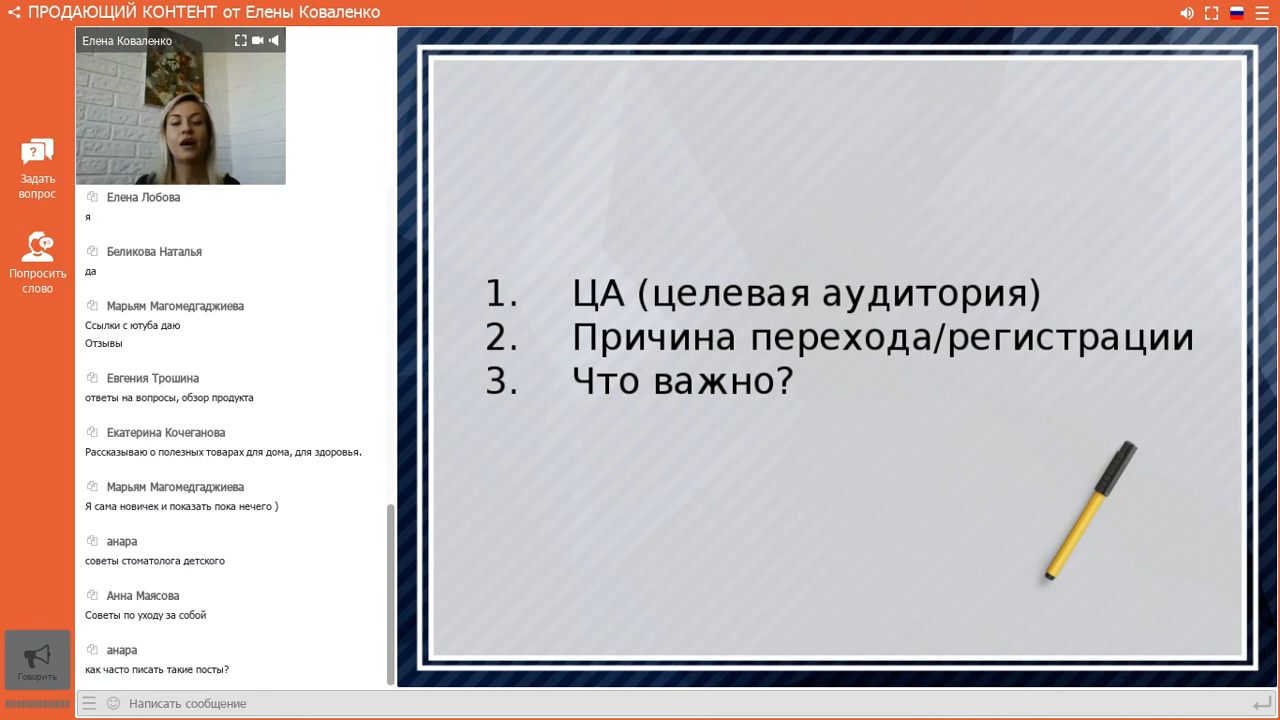 ПРОДАЮЩИЙ КОНТЕНТ от Елены Коваленко
Елена Коваленко
Задать
вопрос
Попросить
слово
Говорить
Елена Лобова
я
Беликова Наталья
да
Марьям Магомедгаджиева
Ссылки с ютуба даю
Отзывы
Евгения Трошина
ответы на вопросы, обзор продукта
Екатерина Кочеганова
Рассказываю о полезных товарах для дома, для здоровья.
Марьям Магомедгаджиева
Я сама новичек и показать пока нечего )
анара
советы стоматолога детского
Анна Маясова
Советы по уходу за собой
анара
как часто писать такие посты?
Написать сообщение
1. ЦА (целевая аудитория)
2. Причина перехода/регистрации
3. Что важно?